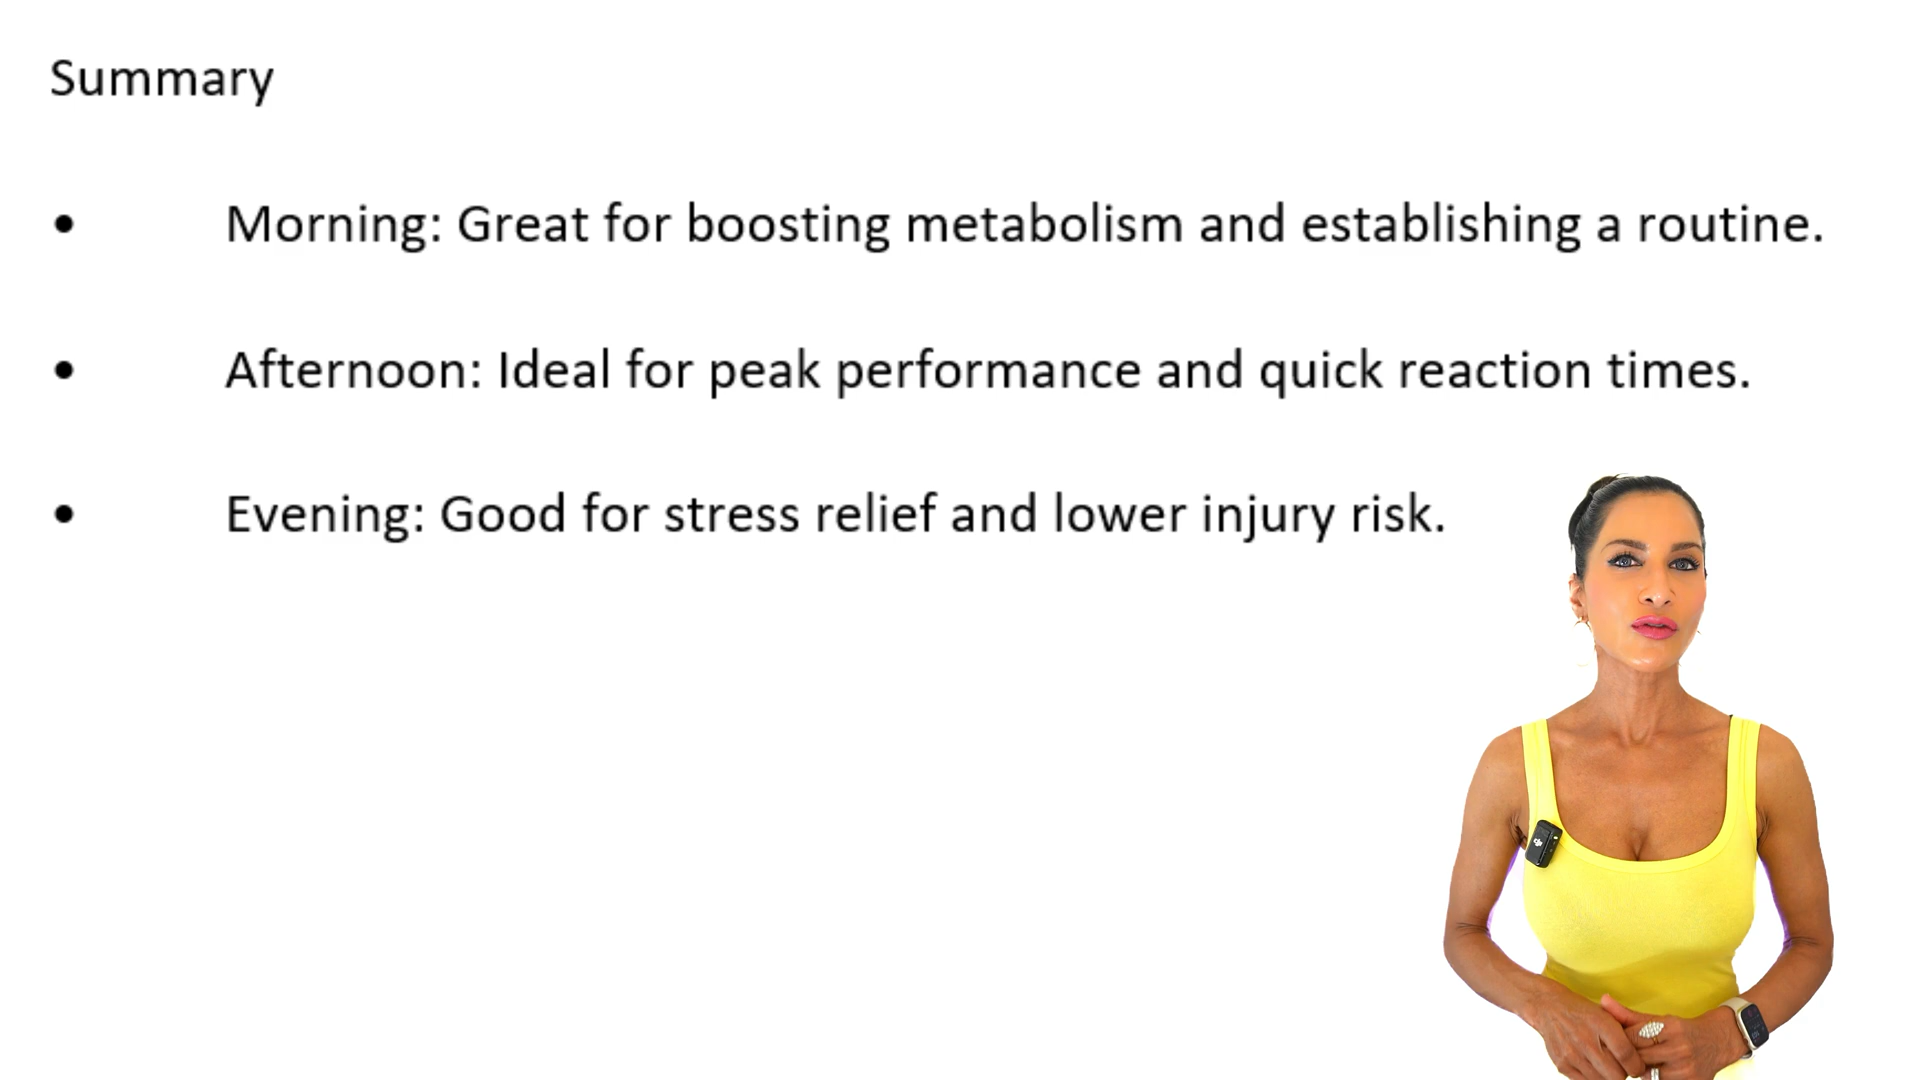 Summary
• Morning: Great for boosting metabolism and establishing a routine.
• Afternoon: Ideal for peak performance and quick reaction times.
• Evening: Good for stress relief and lower injury risk.